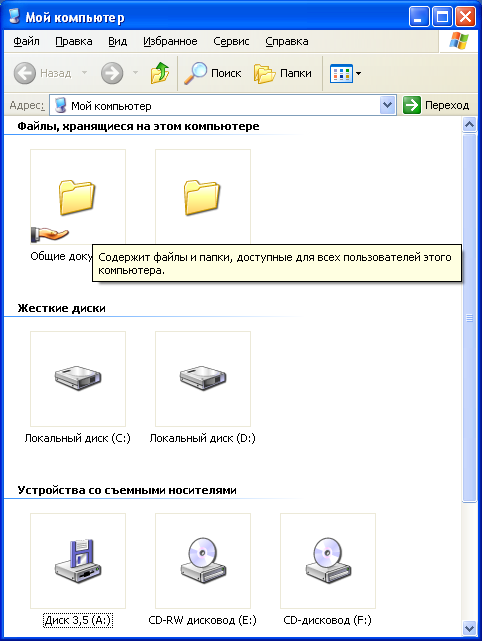 Мой компьютер
Файл Правка Вид Избранное Сервис Справка
Назад Поиск Папки
Адрес: Мой компьютер Переход
Файлы, хранящиеся на этом компьютере
Общие доку
Содержит файлы и папки, доступные для всех пользователей этого
компьютера.
Жесткие диски
Локальный диск (C:) Локальный диск (D:)
Устройства со съемными носителями
Диск 3,5 (A:) CD-RW дисковод (E:) CD-дисковод (F:)